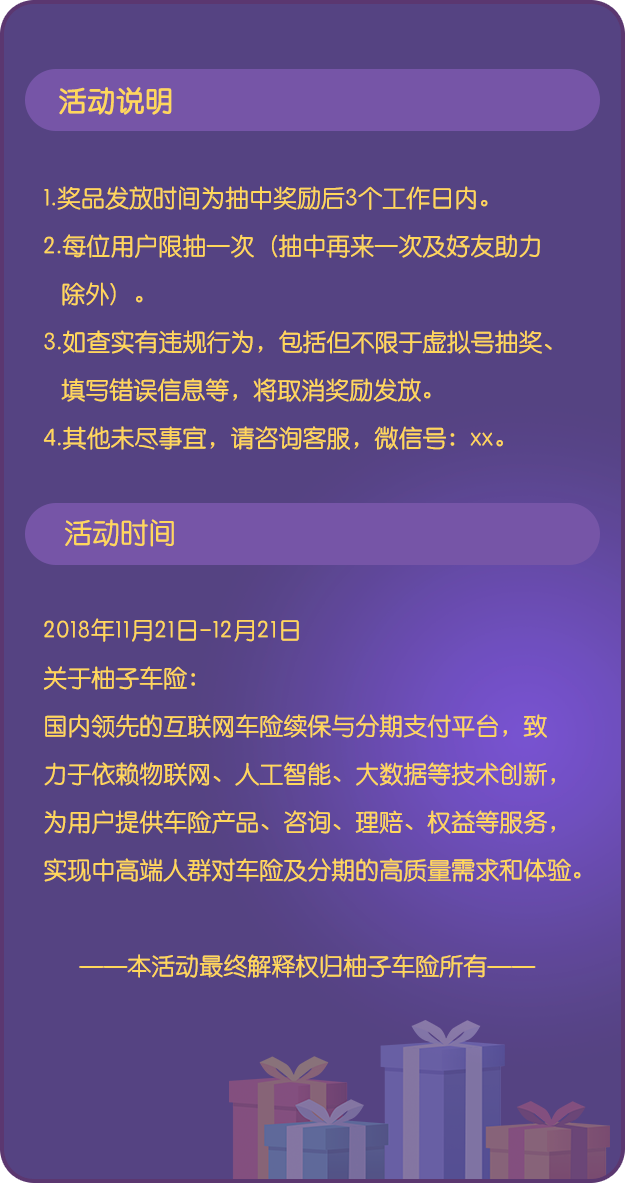 活动说明
1.奖品发放时间为抽中奖励后3个工作日内。
2.每位用户限抽一次（抽中再来一次及好友助力
除外）。
3.如查实有违规行为，包括但不限于虚拟号抽奖、
填写错误信息等，将取消奖励发放。
4.其他未尽事宜，请咨询客服，微信号：xx。
活动时间
2018年11月21日-12月21日
关于柚子车险：
国内领先的互联网车险续保与分期支付平台，致
力于依赖物联网、人工智能、大数据等技术创新，
为用户提供车险产品、咨询、理赔、权益等服务，
实现中高端人群对车险及分期的高质量需求和体验。
——本活动最终解释权归柚子车险所有——